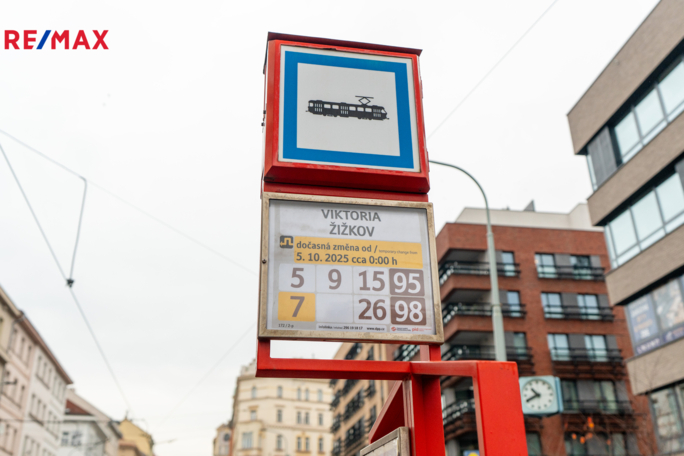 RE/MAX
VIKTORIA
ŽIŽKOV
dočasná změna od /
5. 10. 2025 cca 0:00 h
5 9 15 95
7 26 98